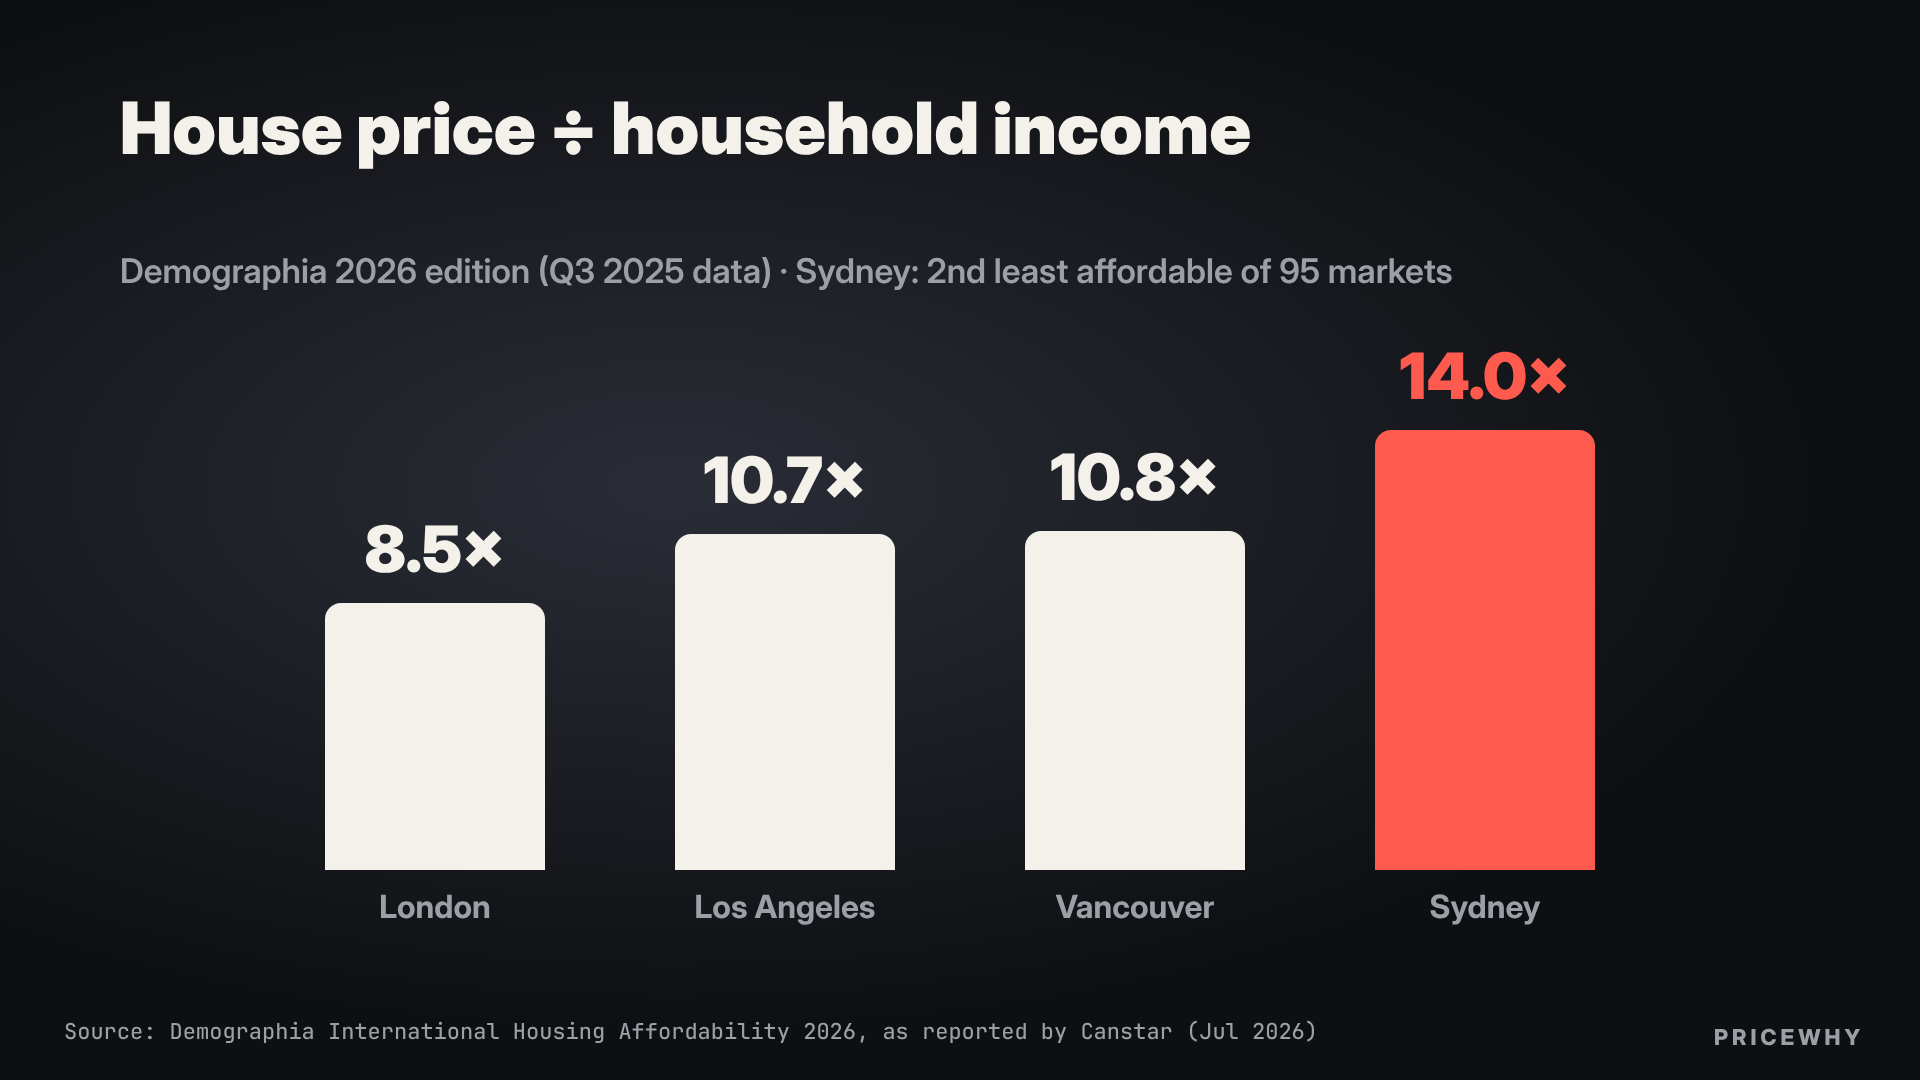 House price ÷ household income
Demographia 2026 edition (Q3 2025 data) · Sydney: 2nd least affordable of 95 markets
8.5×
10.7×
10.8×
14.0×
London
Los Angeles
Vancouver
Sydney
Source: Demographia International Housing Affordability 2026, as reported by Canstar (Jul 2026)
PRICEWHY